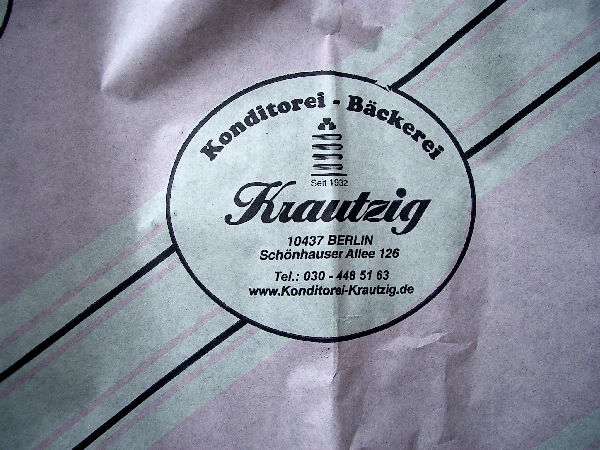 Konditorei - Bäckerei
Seit 1932
Krautzig
10437 BERLIN
Schönhauser Allee 126
Tel.: 030 - 448 51 63
www.Konditorei-Krautzig.de